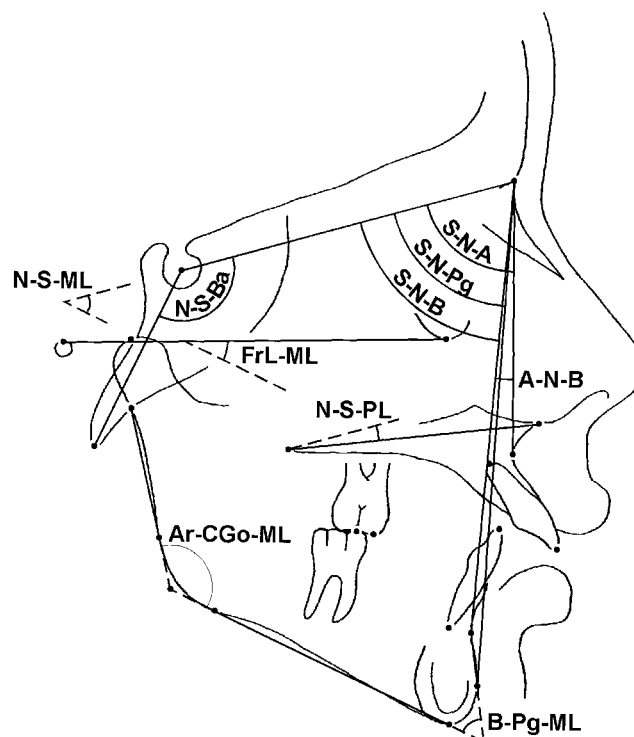 S-N-A
S-N-Pg
S-N-B
N-S-Ba
N-S-ML
FrL-ML
A-N-B
N-S-PL
Ar-CGo-ML
B-Pg-ML